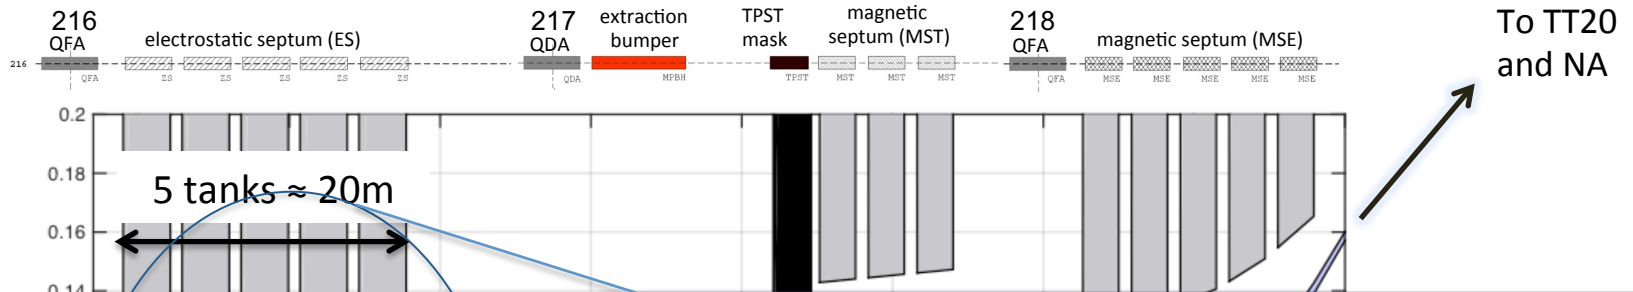 216
QFA
electrostatic septum (ES)
217
QDA
extraction
bumper
TPST
mask
magnetic
septum (MST)
218
QFA
magnetic septum (MSE)
To TT20
and NA
216
QFA
ZS
ZS
ZS
ZS
ZS
QDA
MPBH
TPST
MST
MST
MST
QFA
MSE
MSE
MSE
MSE
MSE
0.2
0.18
5 tanks ≈ 20m
0.16
0.14